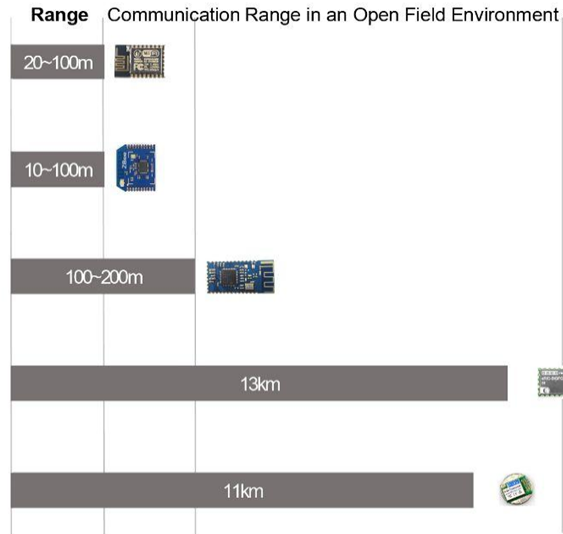 Range Communication Range in an Open Field Environment
20~100m
10~100m
100~200m
13km
11km